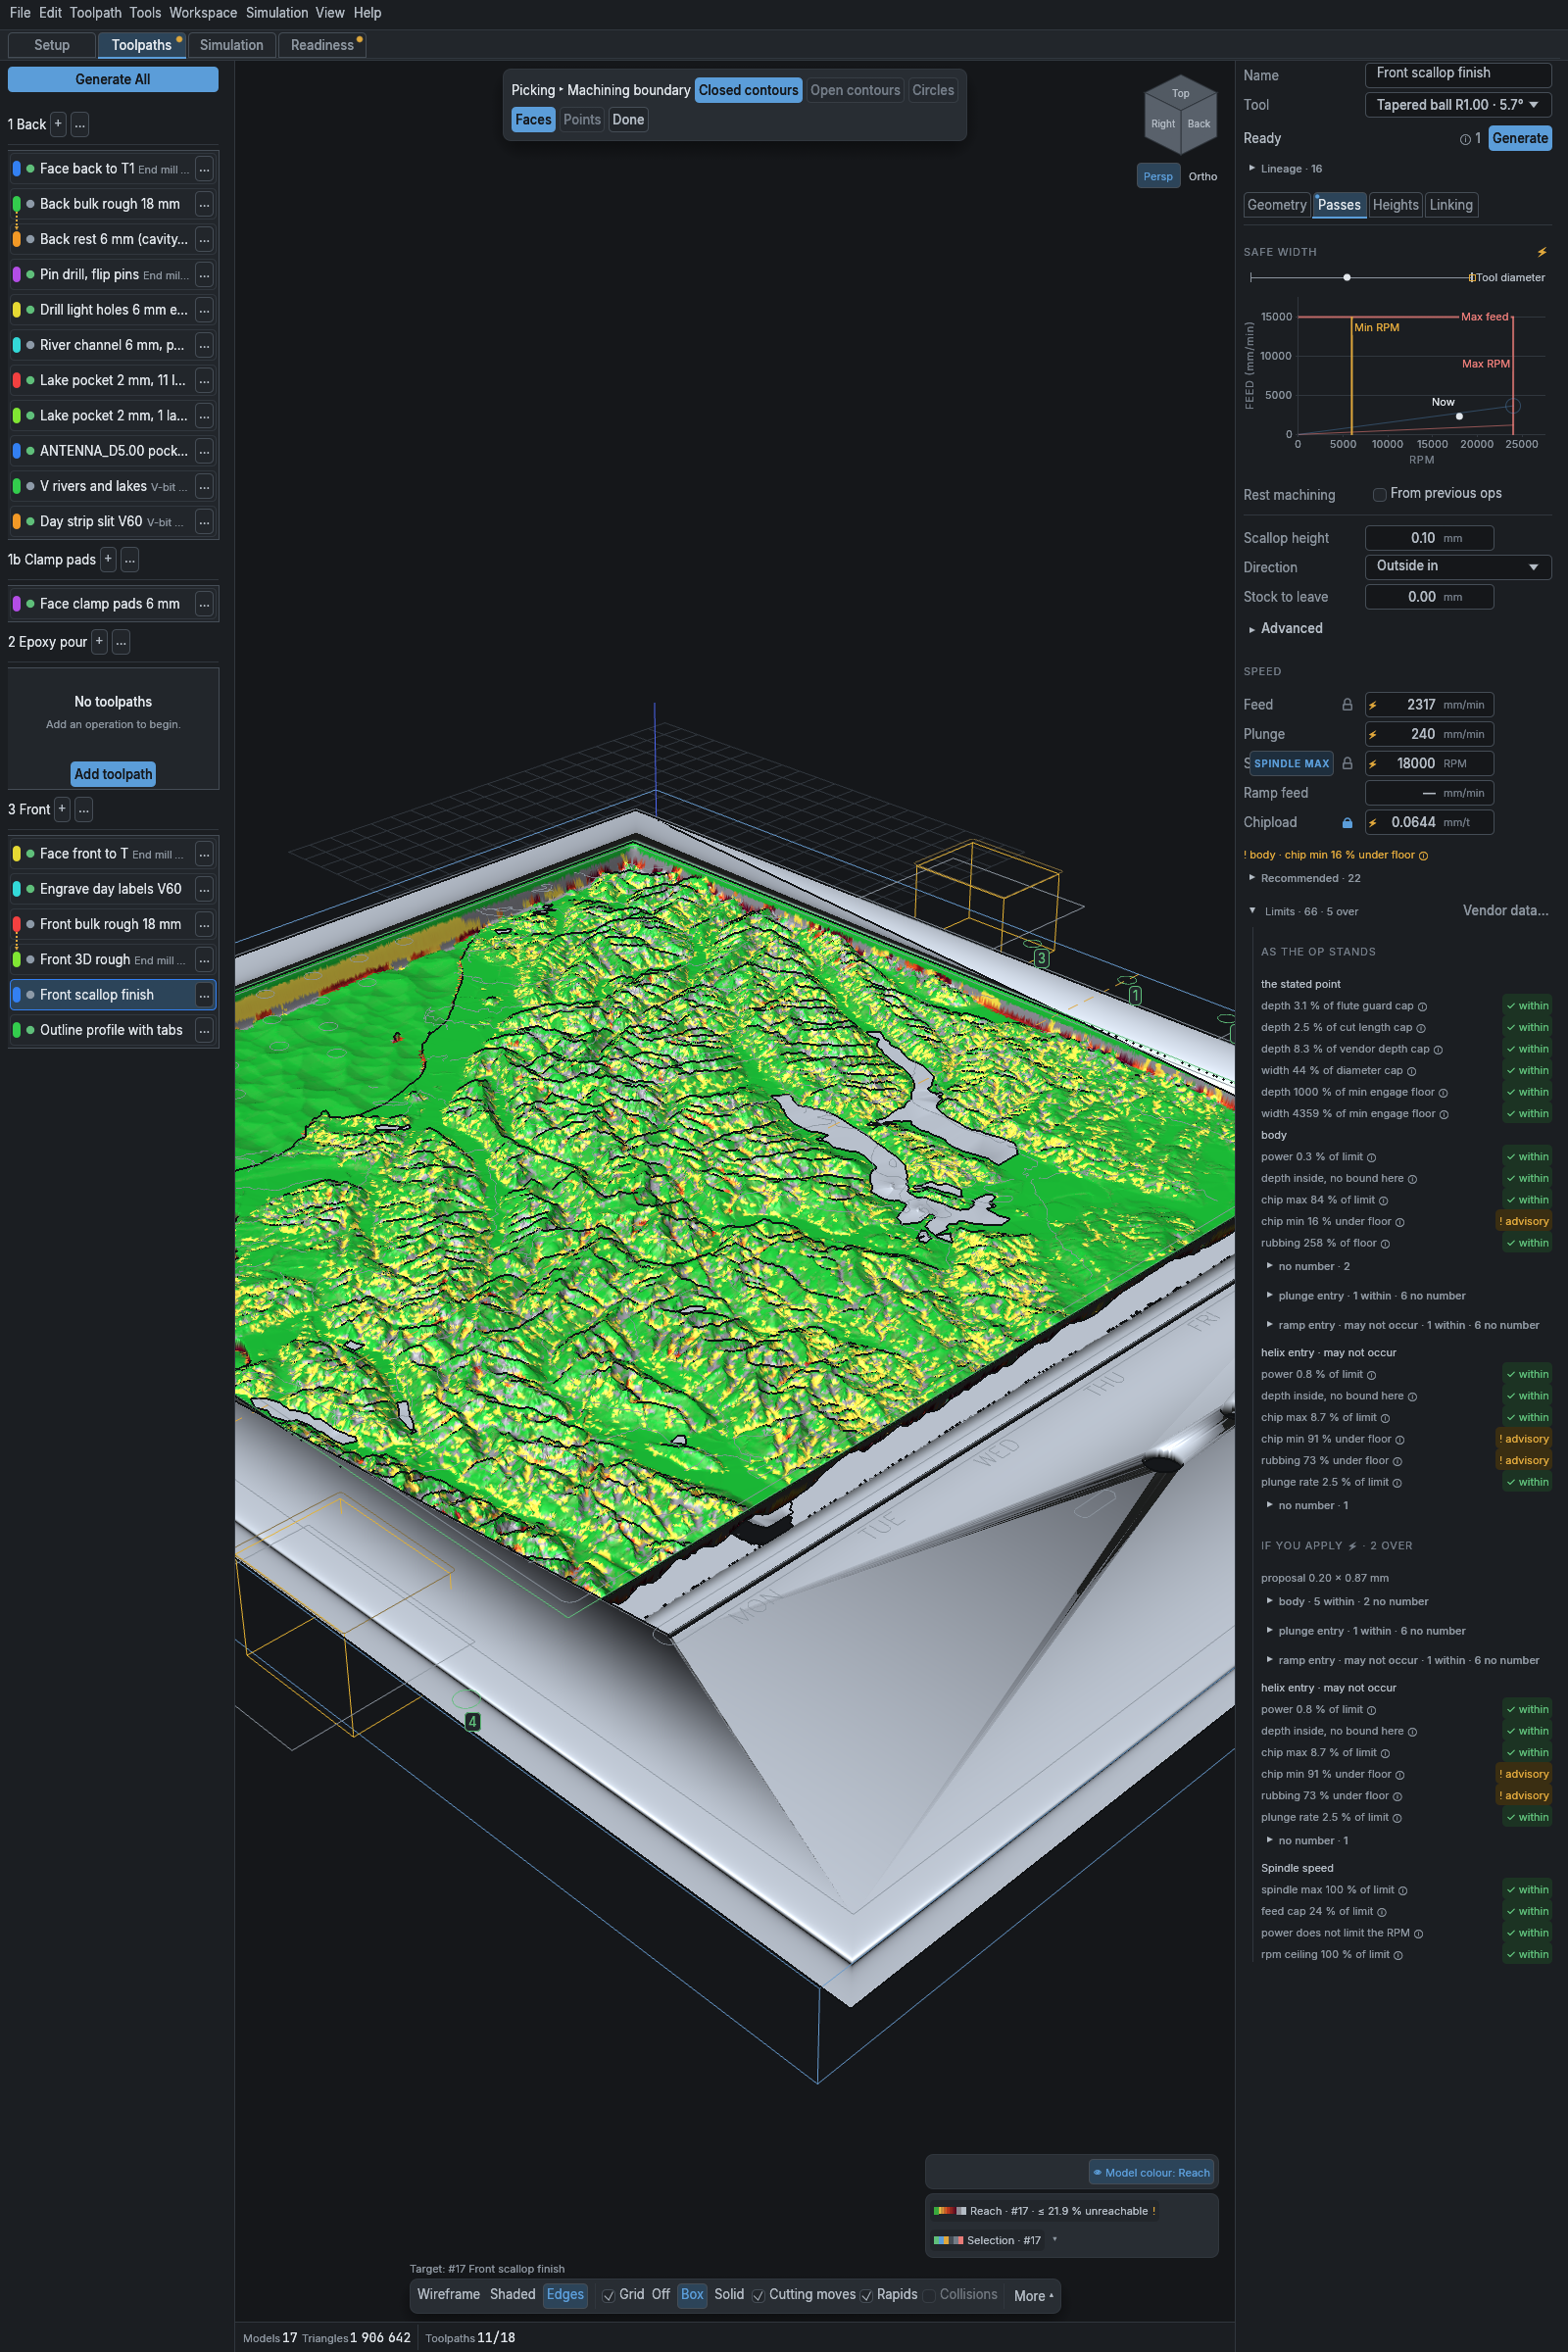 File Edit Toolpath Tools Workspace Simulation View Help
Setup Toolpaths Simulation Readiness
Generate All
1 Back + ...
Face back to T1 End mill ... ...
Back bulk rough 18 mm ...
Back rest 6 mm (cavity... ...
Pin drill, flip pins End mil... ...
Drill light holes 6 mm e... ...
River channel 6 mm, p... ...
Lake pocket 2 mm, 11 l... ...
Lake pocket 2 mm, 1 la... ...
ANTENNA_D5.00 pock... ...
V rivers and lakes V-bit ... ...
Day strip slit V60 V-bit ... ...
1b Clamp pads + ...
Face clamp pads 6 mm ...
2 Epoxy pour + ...
No toolpaths
Add an operation to begin.
Add toolpath
3 Front + ...
Face front to T End mill ... ...
Engrave day labels V60 ...
Front bulk rough 18 mm ...
Front 3D rough End mill ... ...
Front scallop finish ...
Outline profile with tabs ...
Picking ▸ Machining boundary Closed contours Open contours Circles
Faces Points Done
Top
Right Back
Persp Ortho
3
1
FRI
THU
WED
TUE
MON
4
Model colour: Reach
Reach · #17 · ≤ 21.9 % unreachable !
Selection · #17
Target: #17 Front scallop finish
Wireframe Shaded Edges Grid Off Box Solid Cutting moves Rapids Collisions More
Models 17 Triangles 1 906 642 Toolpaths 11/18
Name Front scallop finish
Tool Tapered ball R1.00 · 5.7°
Ready 1 Generate
Lineage · 16
Geometry Passes Heights Linking
SAFE WIDTH
Tool diameter
15000
10000
5000
0
FEED (mm/min)
Max feed
Min RPM
Max RPM
Now
0 5000 10000 15000 20000 25000
RPM
Rest machining From previous ops
Scallop height 0.10 mm
Direction Outside in
Stock to leave 0.00 mm
Advanced
SPEED
Feed 2317 mm/min
Plunge 240 mm/min
S SPINDLE MAX 18000 RPM
Ramp feed — mm/min
Chipload 0.0644 mm/t
! body · chip min 16 % under floor
Recommended · 22
Limits · 66 · 5 over Vendor data...
AS THE OP STANDS
the stated point
depth 3.1 % of flute guard cap ✓ within
depth 2.5 % of cut length cap ✓ within
depth 8.3 % of vendor depth cap ✓ within
width 44 % of diameter cap ✓ within
depth 1000 % of min engage floor ✓ within
width 4359 % of min engage floor ✓ within
body
power 0.3 % of limit ✓ within
depth inside, no bound here ✓ within
chip max 84 % of limit ✓ within
chip min 16 % under floor ! advisory
rubbing 258 % of floor ✓ within
no number · 2
plunge entry · 1 within · 6 no number
ramp entry · may not occur · 1 within · 6 no number
helix entry · may not occur
power 0.8 % of limit ✓ within
depth inside, no bound here ✓ within
chip max 8.7 % of limit ✓ within
chip min 91 % under floor ! advisory
rubbing 73 % under floor ! advisory
plunge rate 2.5 % of limit ✓ within
no number · 1
IF YOU APPLY ⚡ · 2 OVER
proposal 0.20 × 0.87 mm
body · 5 within · 2 no number
plunge entry · 1 within · 6 no number
ramp entry · may not occur · 1 within · 6 no number
helix entry · may not occur
power 0.8 % of limit ✓ within
depth inside, no bound here ✓ within
chip max 8.7 % of limit ✓ within
chip min 91 % under floor ! advisory
rubbing 73 % under floor ! advisory
plunge rate 2.5 % of limit ✓ within
no number · 1
Spindle speed
spindle max 100 % of limit ✓ within
feed cap 24 % of limit ✓ within
power does not limit the RPM ✓ within
rpm ceiling 100 % of limit ✓ within